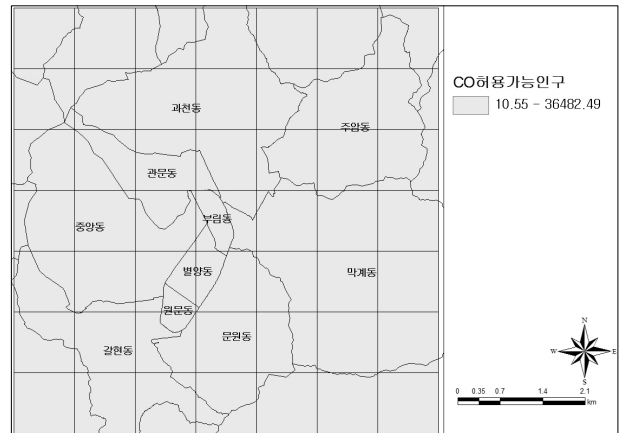 CO허용가능인구
10.55 - 36482.49
과천동
주암동
관문동
중앙동
부림동
별양동
막계동
원문동
문원동
갈현동
N
W
E
S
0 0.35 0.7 1.4 2.1
km